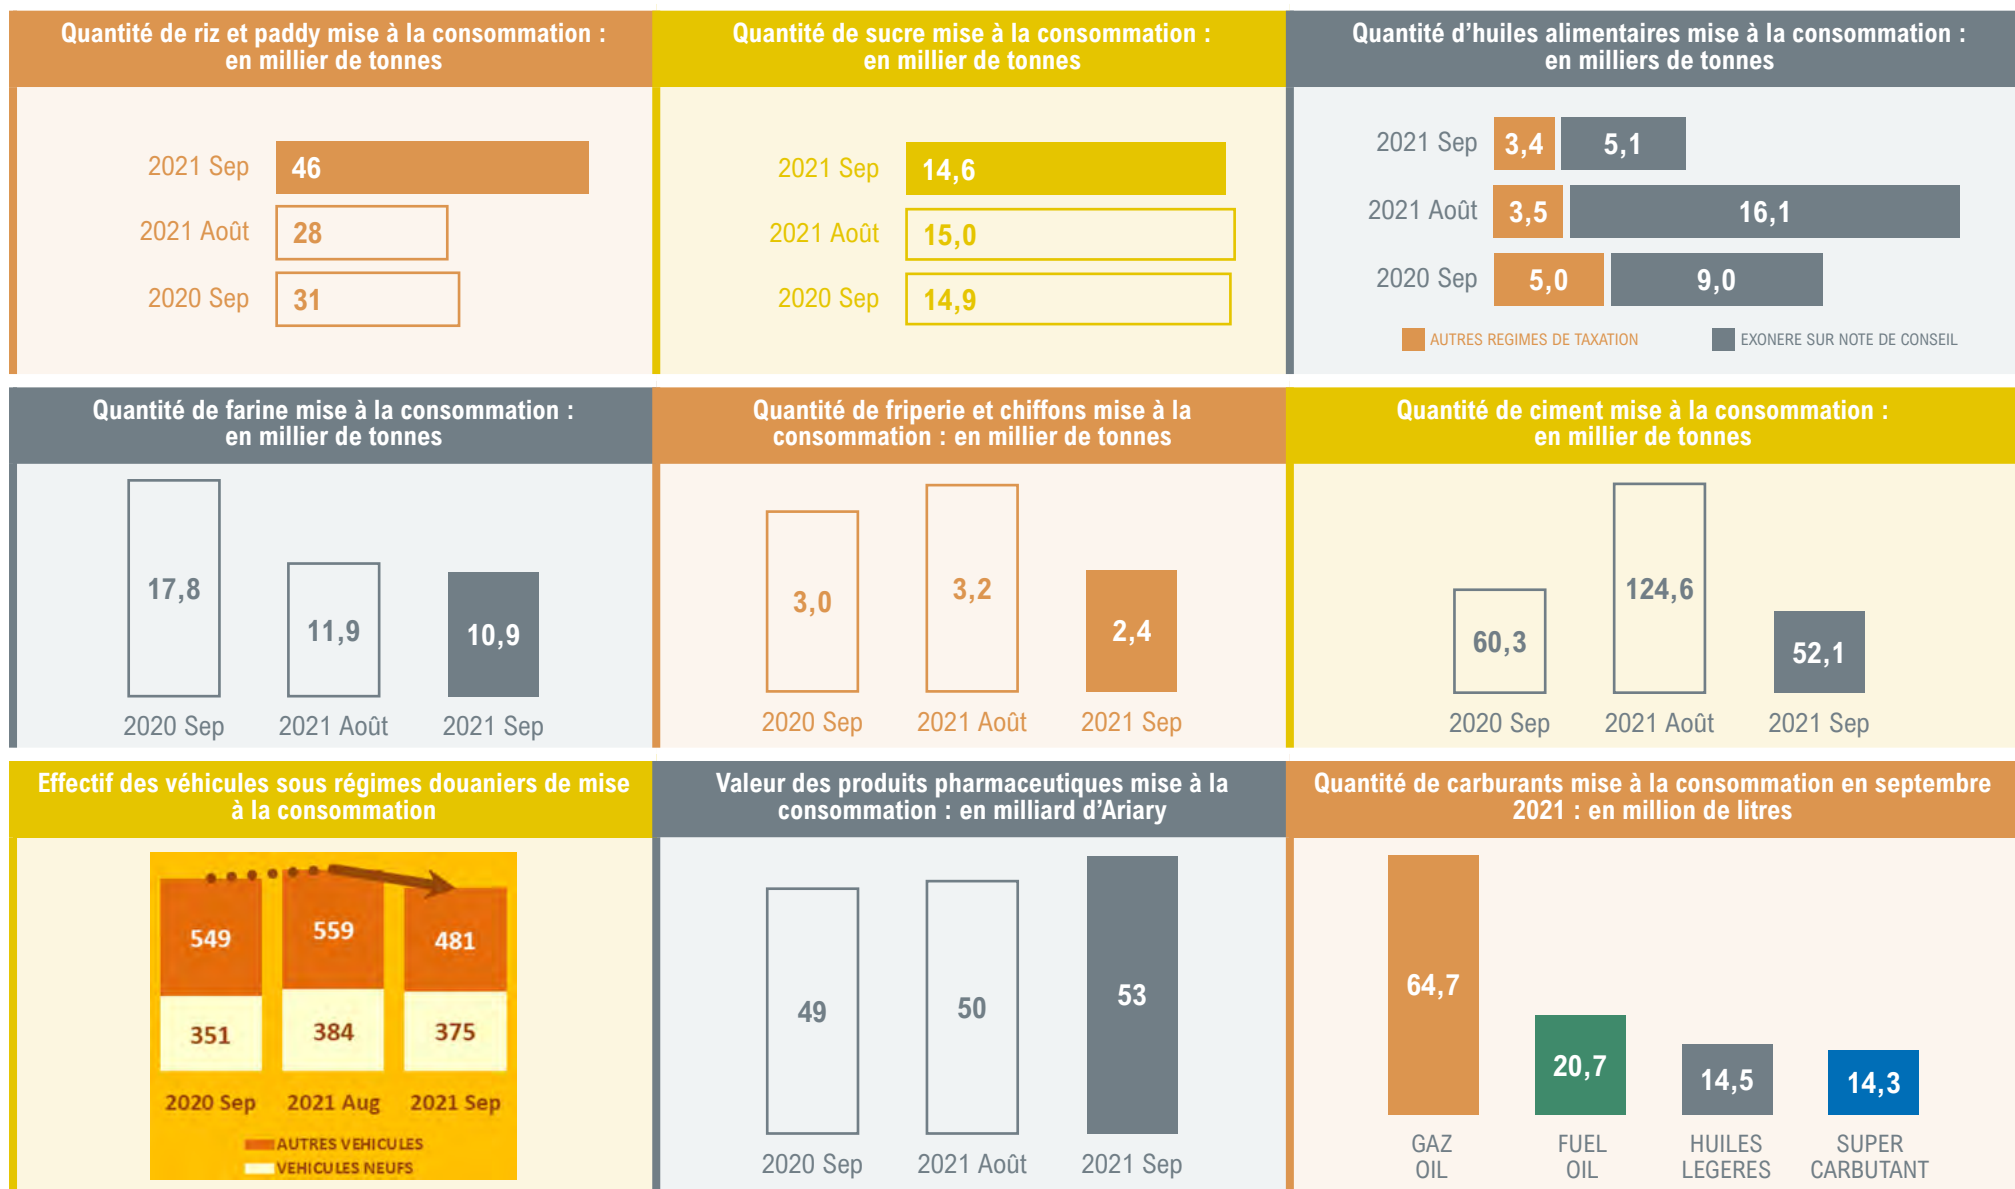 Quantité de riz et paddy mise à la consommation :
en millier de tonnes
2021 Sep
46
2021 Août
28
2020 Sep
31
Quantité de sucre mise à la consommation :
en millier de tonnes
2021 Sep
14,6
2021 Août
15,0
2020 Sep
14,9
Quantité d’huiles alimentaires mise à la consommation :
en milliers de tonnes
2021 Sep
3,4
5,1
2021 Août
3,5
16,1
2020 Sep
5,0
9,0
AUTRES REGIMES DE TAXATION
EXONERE SUR NOTE DE CONSEIL
Quantité de farine mise à la consommation :
en millier de tonnes
17,8
11,9
10,9
2020 Sep
2021 Août
2021 Sep
Quantité de friperie et chiffons mise à la
consommation : en millier de tonnes
3,0
3,2
2,4
2020 Sep
2021 Août
2021 Sep
Quantité de ciment mise à la consommation :
en millier de tonnes
60,3
124,6
52,1
2020 Sep
2021 Août
2021 Sep
Effectif des véhicules sous régimes douaniers de mise
à la consommation
549
559
481
351
384
375
2020 Sep
2021 Aug
2021 Sep
AUTRES VEHICULES
VEHICULES NEUFS
Valeur des produits pharmaceutiques mise à la
consommation : en milliard d’Ariary
49
50
53
2020 Sep
2021 Août
2021 Sep
Quantité de carburants mise à la consommation en septembre
2021 : en million de litres
64,7
20,7
14,5
14,3
GAZ
OIL
FUEL
OIL
HUILES
LEGERES
SUPER
CARBUTANT